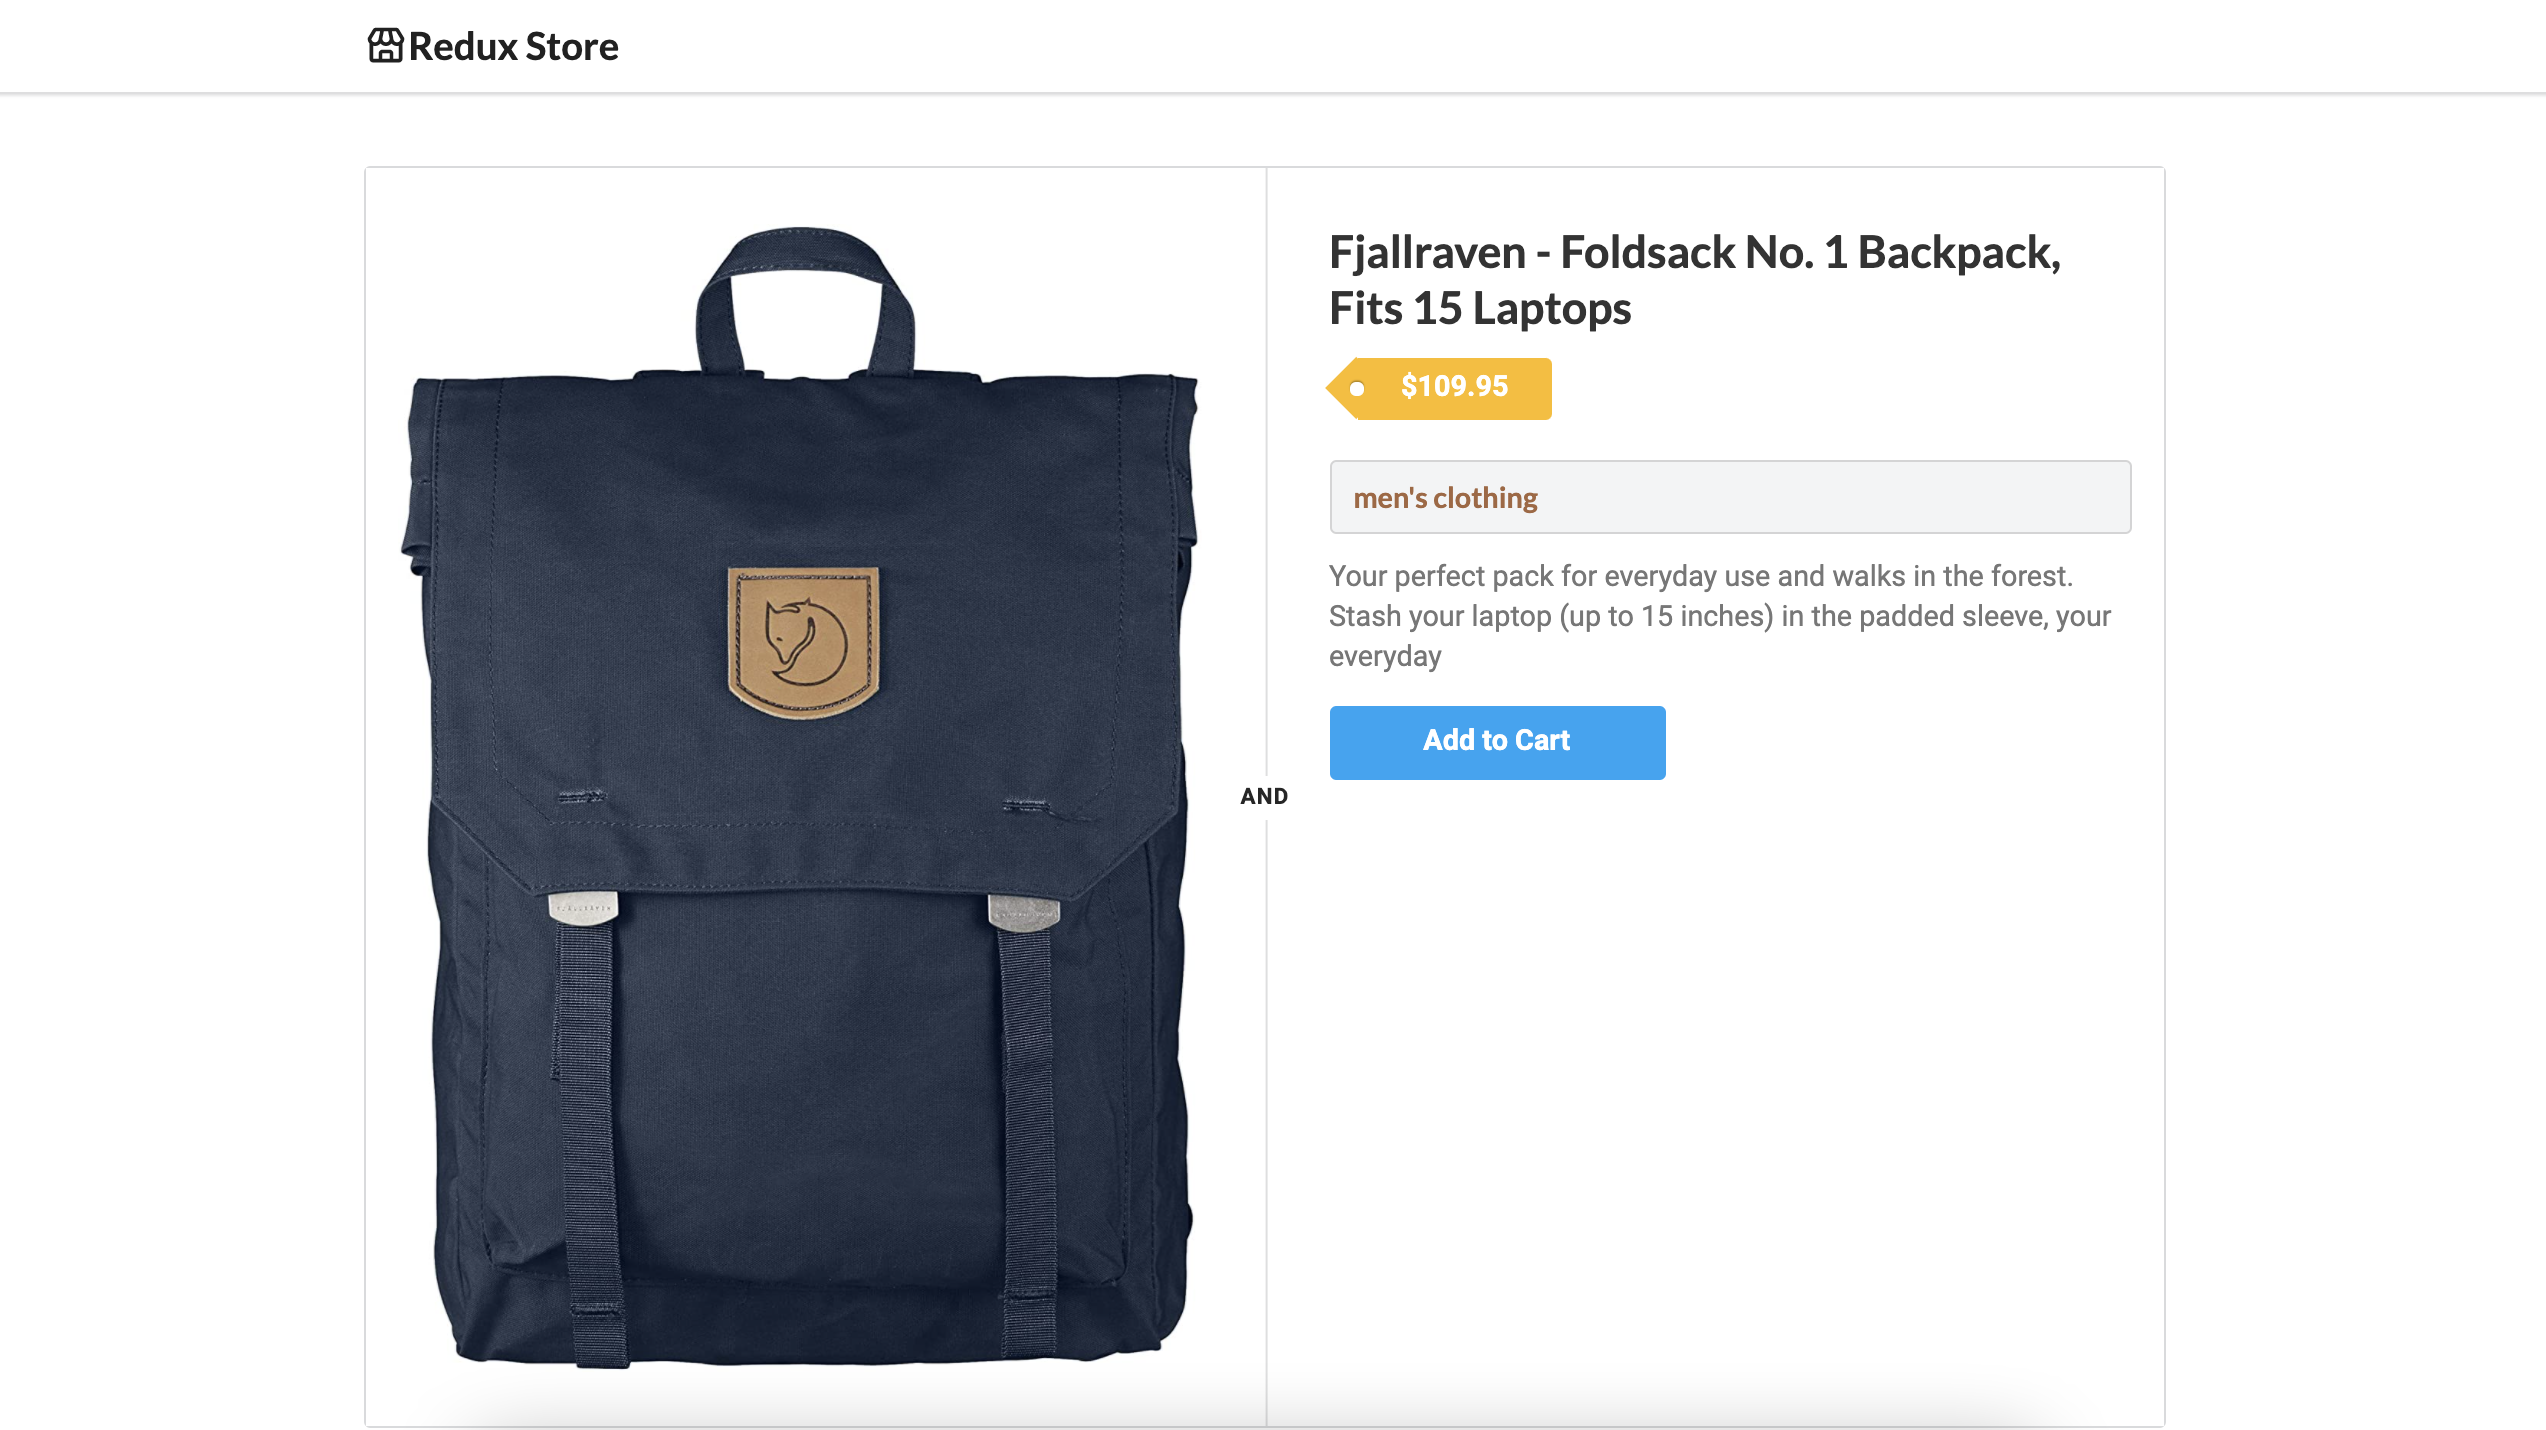 Redux Store
Fjallraven - Foldsack No. 1 Backpack,
Fits 15 Laptops
$109.95
men's clothing
Your perfect pack for everyday use and walks in the forest.
Stash your laptop (up to 15 inches) in the padded sleeve, your
everyday
Add to Cart
AND